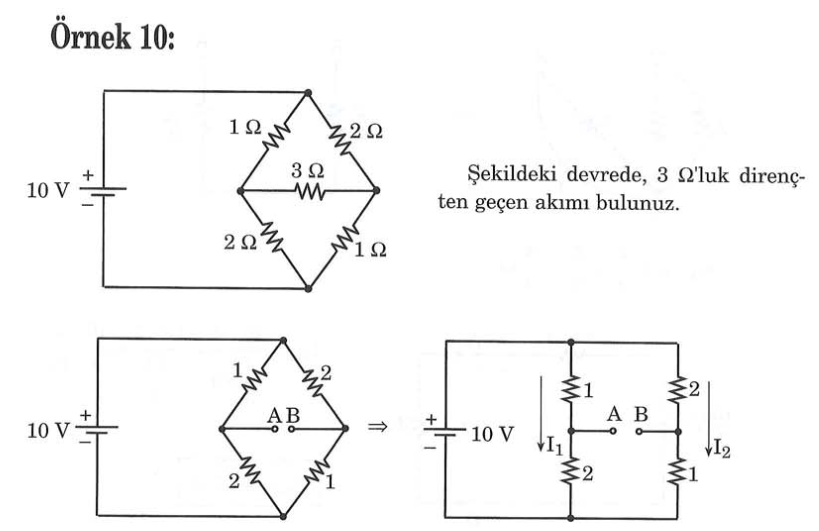 Örnek 10:
1 Ω
2 Ω
3 Ω
10 V
+
−
2 Ω
1 Ω
Şekildeki devrede, 3 Ω'luk direnç-
ten geçen akımı bulunuz.
1
2
A B
10 V
+
−
2
1
⇒
+
−
10 V
1
2
A B
I₁
I₂
2
1